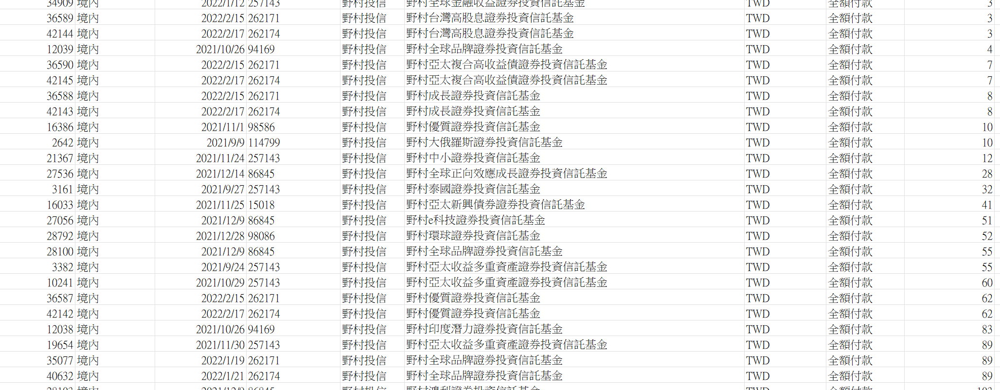 34909 境內 2022/1/12 257143 野村投信 野村全球金融收益證券投資信託基金 TWD 全額付款 3
36589 境內 2022/2/15 262171 野村投信 野村台灣高股息證券投資信託基金 TWD 全額付款 3
42144 境內 2022/2/17 262174 野村投信 野村台灣高股息證券投資信託基金 TWD 全額付款 3
12039 境內 2021/10/26 94169 野村投信 野村全球品牌證券投資信託基金 TWD 全額付款 4
36590 境內 2022/2/15 262171 野村投信 野村亞太複合高收益債證券投資信託基金 TWD 全額付款 7
42145 境內 2022/2/17 262174 野村投信 野村亞太複合高收益債證券投資信託基金 TWD 全額付款 7
36588 境內 2022/2/15 262171 野村投信 野村成長證券投資信託基金 TWD 全額付款 8
42143 境內 2022/2/17 262174 野村投信 野村成長證券投資信託基金 TWD 全額付款 8
16386 境內 2021/11/1 98586 野村投信 野村優質證券投資信託基金 TWD 全額付款 10
2642 境內 2021/9/9 114799 野村投信 野村大俄羅斯證券投資信託基金 TWD 全額付款 10
21367 境內 2021/11/24 257143 野村投信 野村中小證券投資信託基金 TWD 全額付款 12
27536 境內 2021/12/14 86845 野村投信 野村全球正向效應成長證券投資信託基金 TWD 全額付款 28
3161 境內 2021/9/27 257143 野村投信 野村泰國證券投資信託基金 TWD 全額付款 32
16033 境內 2021/11/25 15018 野村投信 野村亞太新興債券證券投資信託基金 TWD 全額付款 41
27056 境內 2021/12/9 86845 野村投信 野村e科技證券投資信託基金 TWD 全額付款 51
28792 境內 2021/12/28 98086 野村投信 野村環球證券投資信託基金 TWD 全額付款 52
28100 境內 2021/12/9 86845 野村投信 野村全球品牌證券投資信託基金 TWD 全額付款 55
3382 境內 2021/9/24 257143 野村投信 野村亞太收益多重資產證券投資信託基金 TWD 全額付款 55
10241 境內 2021/10/29 257143 野村投信 野村亞太收益多重資產證券投資信託基金 TWD 全額付款 60
36587 境內 2022/2/15 262171 野村投信 野村優質證券投資信託基金 TWD 全額付款 62
42142 境內 2022/2/17 262174 野村投信 野村優質證券投資信託基金 TWD 全額付款 62
12038 境內 2021/10/26 94169 野村投信 野村印度潛力證券投資信託基金 TWD 全額付款 83
19654 境內 2021/11/30 257143 野村投信 野村亞太收益多重資產證券投資信託基金 TWD 全額付款 89
35077 境內 2022/1/19 262171 野村投信 野村全球品牌證券投資信託基金 TWD 全額付款 89
40632 境內 2022/1/21 262174 野村投信 野村全球品牌證券投資信託基金 TWD 全額付款 89
境內 2021/12/9 86845 野村投信 野村鴻利證券投資信託基金 TWD 全額付款